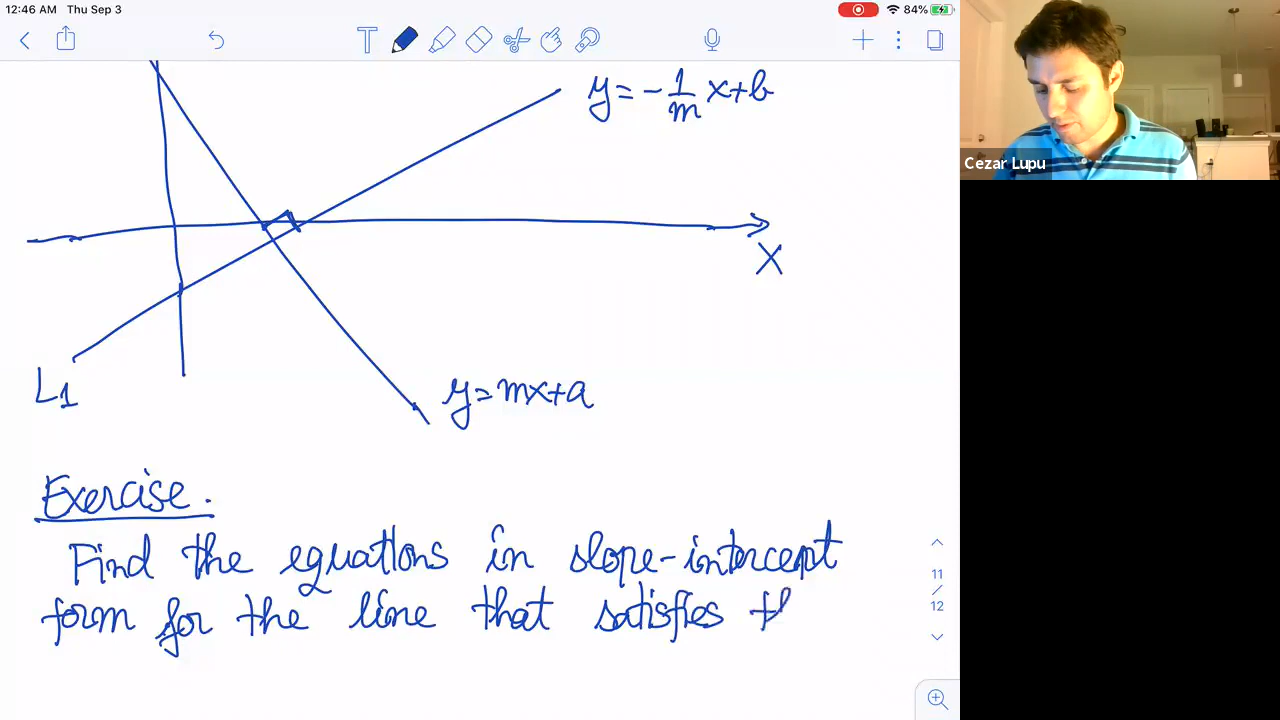 12:46 AM Thu Sep 3
84%
T
y = -1/m x+b
Cezar Lupu
X
L1
y=mx+a
Exercise.
Find the equations in slope-intercept
form for the line that satisfies th
11
/
12